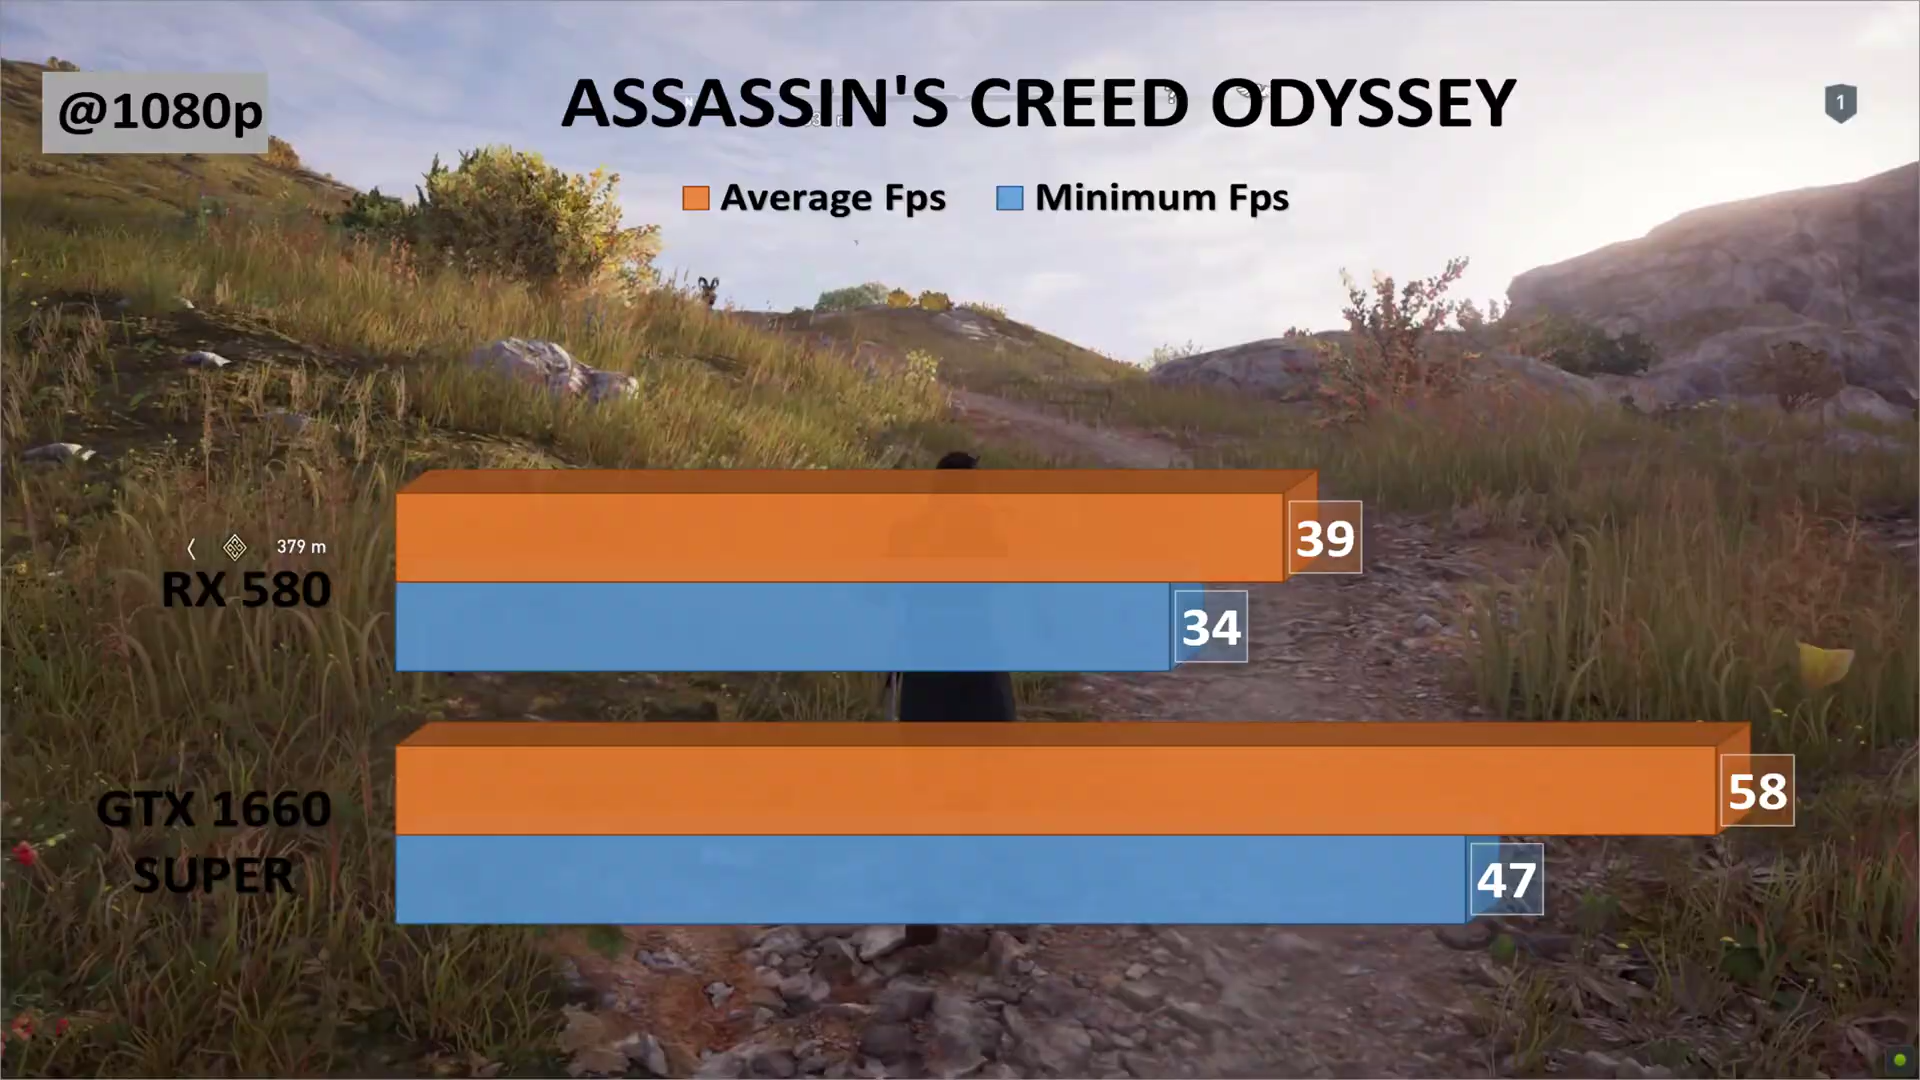 @1080p
ASSASSIN'S CREED ODYSSEY
1
Average Fps
Minimum Fps
39
379 m
RX 580
34
58
GTX 1660
SUPER
47